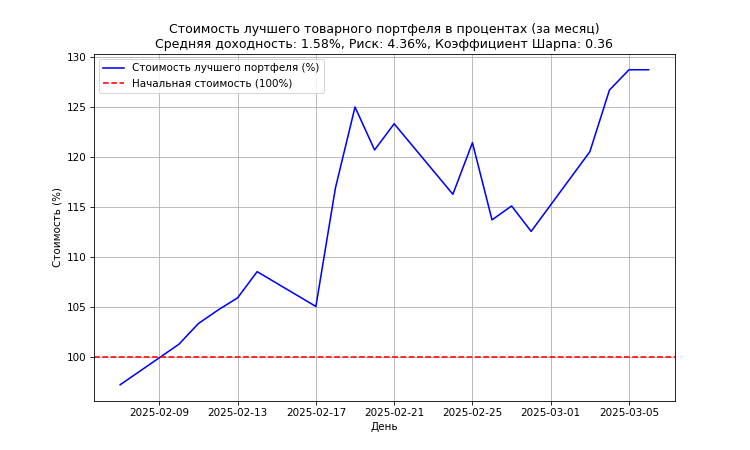 Стоимость лучшего товарного портфеля в процентах (за месяц)
Средняя доходность: 1.58%, Риск: 4.36%, Коэффициент Шарпа: 0.36
Стоимость лучшего портфеля (%)
Начальная стоимость (100%)
Стоимость (%)
130
125
120
115
110
105
100
2025-02-09
2025-02-13
2025-02-17
2025-02-21
2025-02-25
2025-03-01
2025-03-05
День